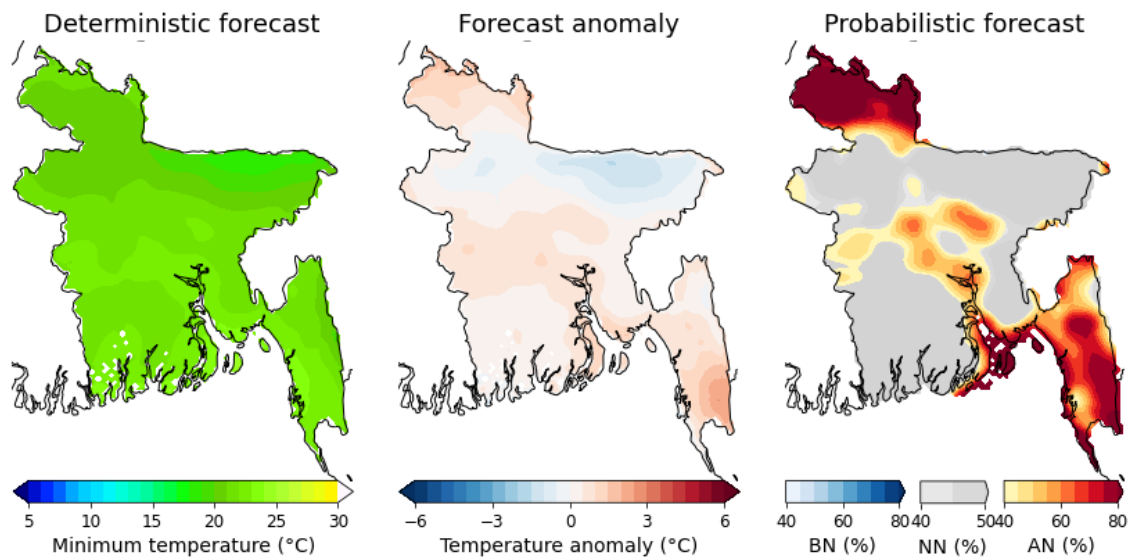 Deterministic forecast
Forecast anomaly
Probabilistic forecast
5 10 15 20 25 30
Minimum temperature (°C)
−6 −3 0 3 6
Temperature anomaly (°C)
40 60 80
BN (%)
40 50
NN (%)
40 60 80
AN (%)